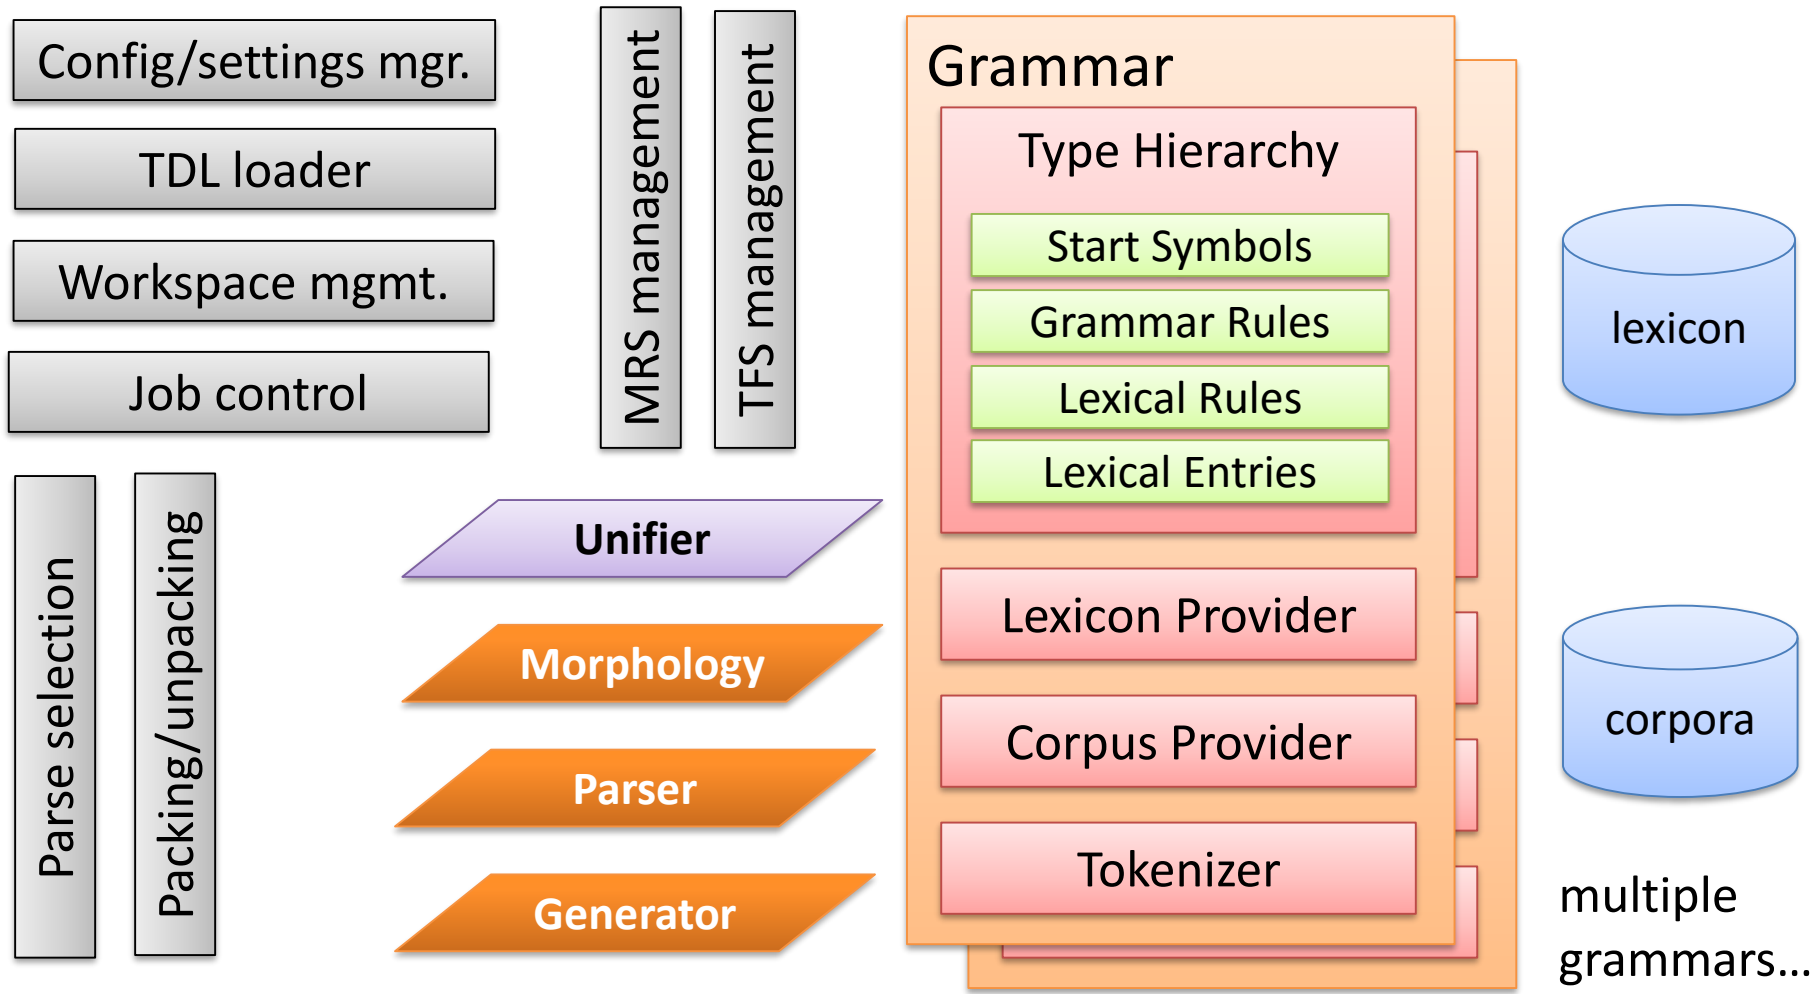 Config/settings mgr.
TDL loader
Workspace mgmt.
Job control
MRS management
TFS management
Parse selection
Packing/unpacking
Unifier
Morphology
Parser
Generator
Grammar
Type Hierarchy
Start Symbols
Grammar Rules
Lexical Rules
Lexical Entries
Lexicon Provider
Corpus Provider
Tokenizer
lexicon
corpora
multiple
grammars...